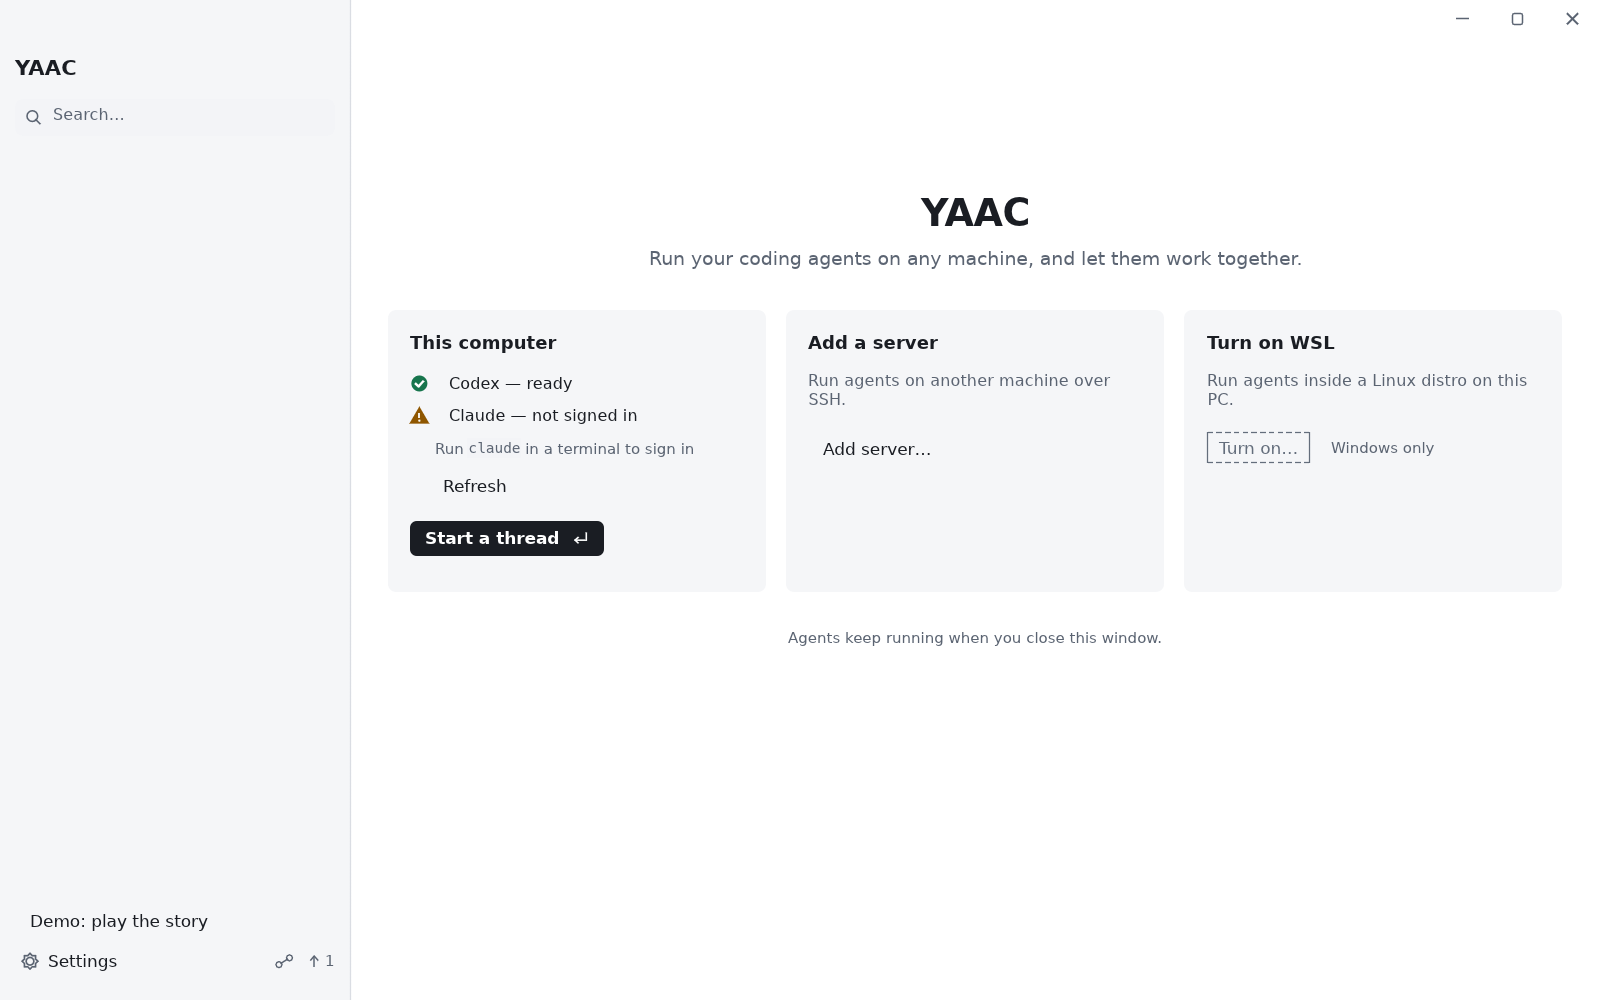 YAAC
Search...
YAAC
Run your coding agents on any machine, and let them work together.
This computer
Codex — ready
Claude — not signed in
Run claude in a terminal to sign in
Refresh
Start a thread
Add a server
Run agents on another machine over
SSH.
Add server...
Turn on WSL
Run agents inside a Linux distro on this
PC.
Turn on...
Windows only
Agents keep running when you close this window.
Demo: play the story
Settings
1